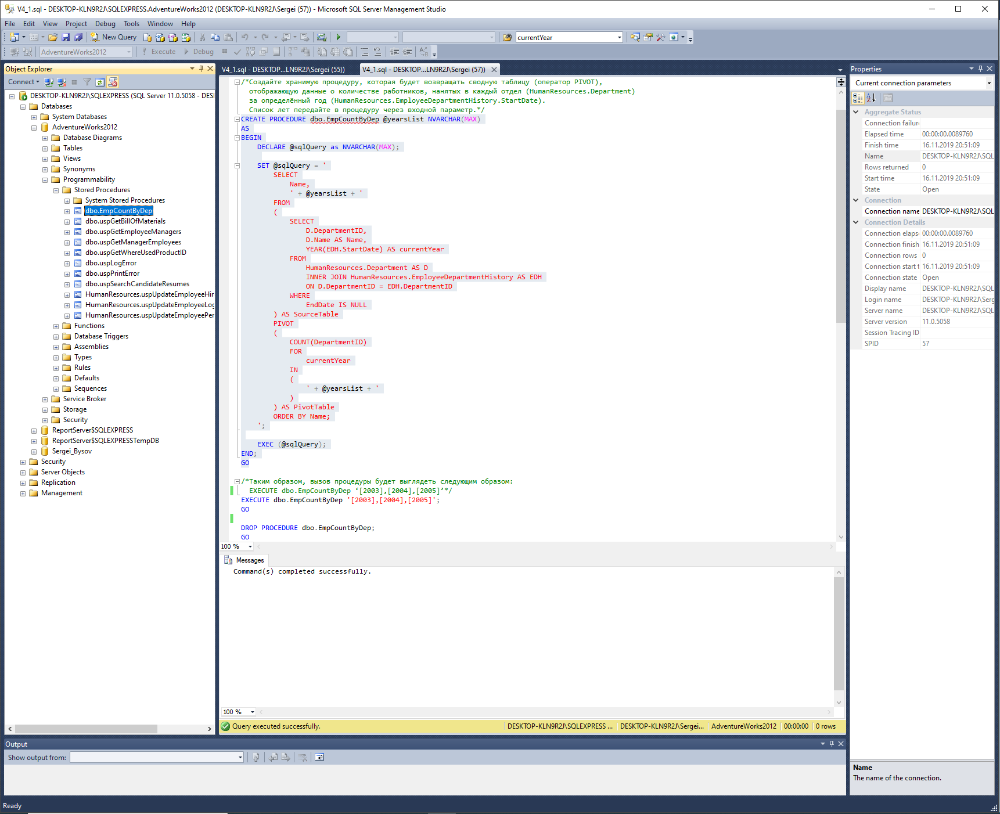 V4_1.sql - DESKTOP-KLN9R2J\SQLEXPRESS.AdventureWorks2012 (DESKTOP-KLN9R2J\Sergei (57)) - Microsoft SQL Server Management Studio
File Edit View Project Debug Tools Window Help
New Query currentYear
AdventureWorks2012 Execute Debug
Object Explorer
Connect
DESKTOP-KLN9R2J\SQLEXPRESS (SQL Server 11.0.5058 - DESI
Databases
System Databases
AdventureWorks2012
Database Diagrams
Tables
Views
Synonyms
Programmability
Stored Procedures
System Stored Procedures
dbo.EmpCountByDep
dbo.uspGetBillOfMaterials
dbo.uspGetEmployeeManagers
dbo.uspGetManagerEmployees
dbo.uspGetWhereUsedProductID
dbo.uspLogError
dbo.uspPrintError
dbo.uspSearchCandidateResumes
HumanResources.uspUpdateEmployeeHir
HumanResources.uspUpdateEmployeeLog
HumanResources.uspUpdateEmployeePer
Functions
Database Triggers
Assemblies
Types
Rules
Defaults
Sequences
Service Broker
Storage
Security
ReportServer$SQLEXPRESS
ReportServer$SQLEXPRESSTempDB
Sergei_Bysov
Security
Server Objects
Replication
Management
V4_1.sql - DESKTOP...LN9R2J\Sergei (55)) V4_1.sql - DESKTOP...LN9R2J\Sergei (57))
/*Создайте хранимую процедуру, которая будет возвращать сводную таблицу (оператор PIVOT),
отображающую данные о количестве работников, нанятых в каждый отдел (HumanResources.Department)
за определённый год (HumanResources.EmployeeDepartmentHistory.StartDate).
Список лет передайте в процедуру через входной параметр.*/
CREATE PROCEDURE dbo.EmpCountByDep @yearsList NVARCHAR(MAX)
AS
BEGIN
DECLARE @sqlQuery as NVARCHAR(MAX);
SET @sqlQuery = '
SELECT
Name,
' + @yearsList + '
FROM
(
SELECT
D.DepartmentID,
D.Name AS Name,
YEAR(EDH.StartDate) AS currentYear
FROM
HumanResources.Department AS D
INNER JOIN HumanResources.EmployeeDepartmentHistory AS EDH
ON D.DepartmentID = EDH.DepartmentID
WHERE
EndDate IS NULL
) AS SourceTable
PIVOT
(
COUNT(DepartmentID)
FOR
currentYear
IN
(
' + @yearsList + '
)
) AS PivotTable
ORDER BY Name;
';
EXEC (@sqlQuery);
END;
GO
/*Таким образом, вызов процедуры будет выглядеть следующим образом:
EXECUTE dbo.EmpCountByDep ‘[2003],[2004],[2005]’*/
EXECUTE dbo.EmpCountByDep '[2003],[2004],[2005]';
GO
DROP PROCEDURE dbo.EmpCountByDep;
GO
100 %
Messages
Command(s) completed successfully.
100 %
Query executed successfully. DESKTOP-KLN9R2J\SQLEXPRESS ... DESKTOP-KLN9R2J\Sergei... AdventureWorks2012 00:00:00 0 rows
Output
Show output from:
Properties
Current connection parameters
Aggregate Status
Connection failure
Elapsed time 00:00:00.0089760
Finish time 16.11.2019 20:51:09
Name DESKTOP-KLN9R2J\SQL
Rows returned 0
Start time 16.11.2019 20:51:09
State Open
Connection
Connection name DESKTOP-KLN9R2J\SQL
Connection Details
Connection elapse 00:00:00.0089760
Connection finish 16.11.2019 20:51:09
Connection rows 0
Connection start t 16.11.2019 20:51:09
Connection state Open
Display name DESKTOP-KLN9R2J\SQL
Login name DESKTOP-KLN9R2J\Serg
Server name DESKTOP-KLN9R2J\SQL
Server version 11.0.5058
Session Tracing ID
SPID 57
Name
The name of the connection.
Ready